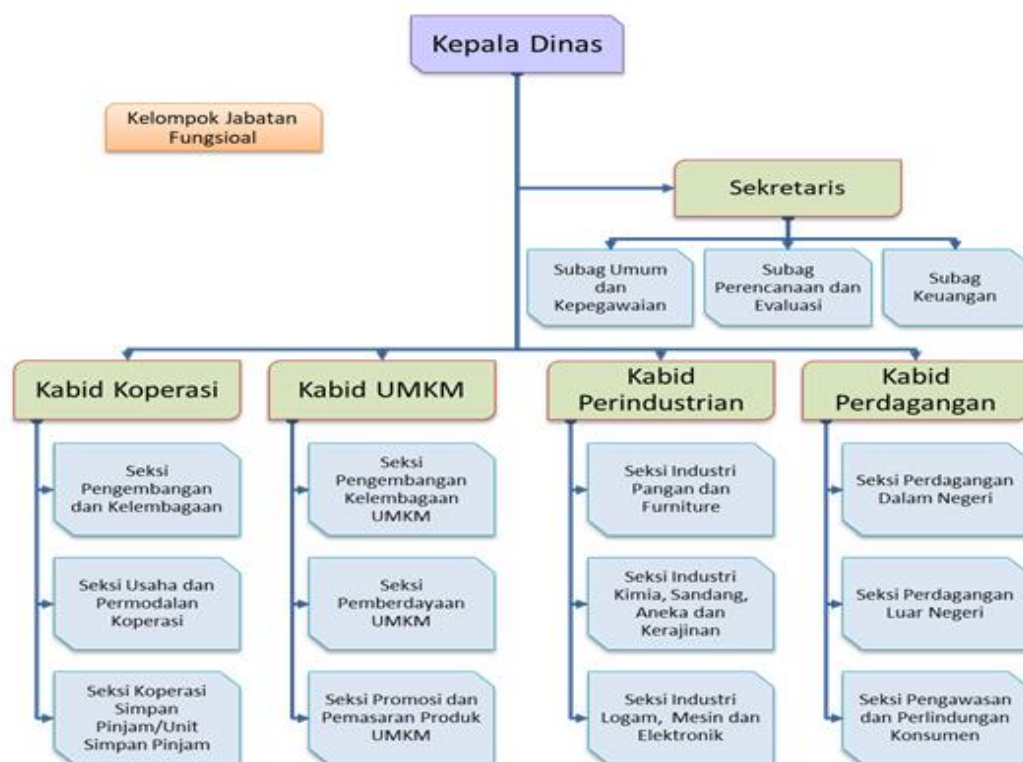 Kepala Dinas
Kelompok Jabatan
Fungsioal
Sekretaris
Subag Umum
dan
Kepegawaian
Subag
Perencanaan dan
Evaluasi
Subag
Keuangan
Kabid Koperasi
Kabid UMKM
Kabid
Perindustrian
Kabid
Perdagangan
Seksi
Pengembangan
dan Kelembagaan
Seksi Usaha dan
Permodalan
Koperasi
Seksi Koperasi
Simpan
Pinjam/Unit
Simpan Pinjam
Seksi
Pengembangan
Kelembagaan
UMKM
Seksi
Pemberdayaan
UMKM
Seksi Promosi dan
Pemasaran Produk
UMKM
Seksi Industri
Pangan dan
Furniture
Seksi Industri
Kimia, Sandang,
Aneka dan
Kerajinan
Seksi Industri
Logam, Mesin dan
Elektronik
Seksi Perdagangan
Dalam Negeri
Seksi Perdagangan
Luar Negeri
Seksi Pengawasan
dan Perlindungan
Konsumen